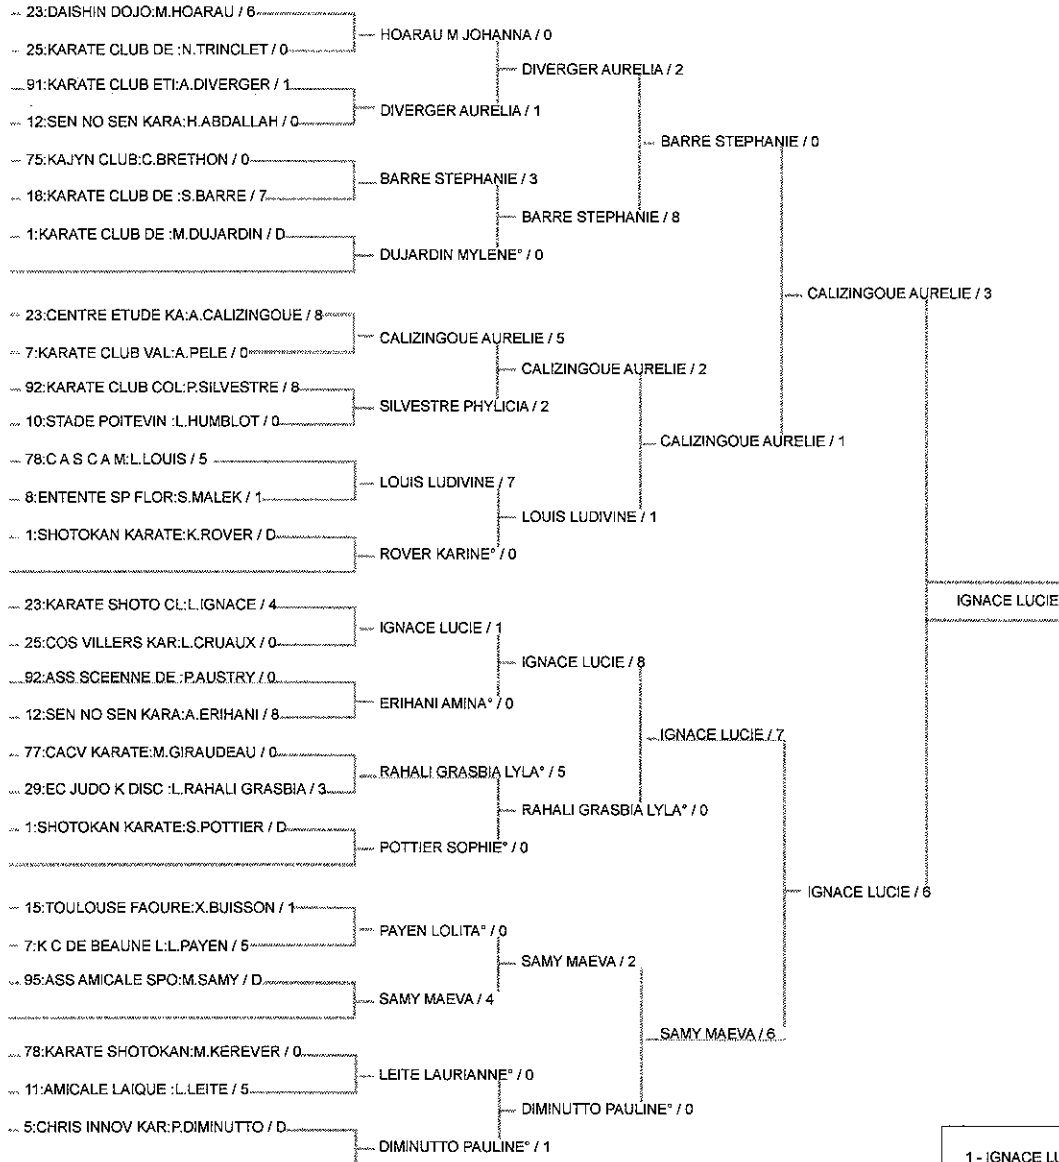 23:DAISHIN DOJO:M.HOARAU / 6
25:KARATE CLUB DE :N.TRINCLET / 0
91:KARATE CLUB ETI:A.DIVERGER / 1
12:SEN NO SEN KARA:H.ABDALLAH / 0
75:KAJYN CLUB:C.BRETHON / 0
18:KARATE CLUB DE :S.BARRE / 7
1:KARATE CLUB DE :M.DUJARDIN / D
23:CENTRE ETUDE KA:A.CALIZINGOUE / 8
7:KARATE CLUB VAL:A.PELE / 0
92:KARATE CLUB COL:P.SILVESTRE / 8
10:STADE POITEVIN :L.HUMBLOT / 0
78:C A S C A M:L.LOUIS / 5
8:ENTENTE SP FLOR:S.MALEK / 1
1:SHOTOKAN KARATE:K.ROVER / D
23:KARATE SHOTO CL:L.IGNACE / 4
25:COS VILLERS KAR:L.CRUAUX / 0
92:ASS SCEENNE DE :P.AUSTRY / 0
12:SEN NO SEN KARA:A.ERIHANI / 8
77:CACV KARATE:M.GIRAUDEAU / 0
29:EC JUDO K DISC :L.RAHALI GRASBIA / 3
1:SHOTOKAN KARATE:S.POTTIER / D
15:TOULOUSE FAOURE:X.BUISSON / 1
7:K C DE BEAUNE L:L.PAYEN / 5
95:ASS AMICALE SPO:M.SAMY / D
78:KARATE SHOTOKAN:M.KEREVER / 0
11:AMICALE LAIQUE :L.LEITE / 5
5:CHRIS INNOV KAR:P.DIMINUTTO / D
HOARAU M JOHANNA / 0
DIVERGER AURELIA / 1
BARRE STEPHANIE / 3
DUJARDIN MYLENE° / 0
CALIZINGOUE AURELIE / 5
SILVESTRE PHYLICIA / 2
LOUIS LUDIVINE / 7
ROVER KARINE° / 0
IGNACE LUCIE / 1
ERIHANI AMINA° / 0
RAHALI GRASBIA LYLA° / 5
POTTIER SOPHIE° / 0
PAYEN LOLITA° / 0
SAMY MAEVA / 4
LEITE LAURIANNE° / 0
DIMINUTTO PAULINE° / 1
DIVERGER AURELIA / 2
BARRE STEPHANIE / 8
CALIZINGOUE AURELIE / 2
LOUIS LUDIVINE / 1
IGNACE LUCIE / 8
RAHALI GRASBIA LYLA° / 0
SAMY MAEVA / 2
DIMINUTTO PAULINE° / 0
BARRE STEPHANIE / 0
CALIZINGOUE AURELIE / 1
IGNACE LUCIE / 7
SAMY MAEVA / 6
CALIZINGOUE AURELIE / 3
IGNACE LUCIE / 6
IGNACE LUCIE
1 - IGNACE LU